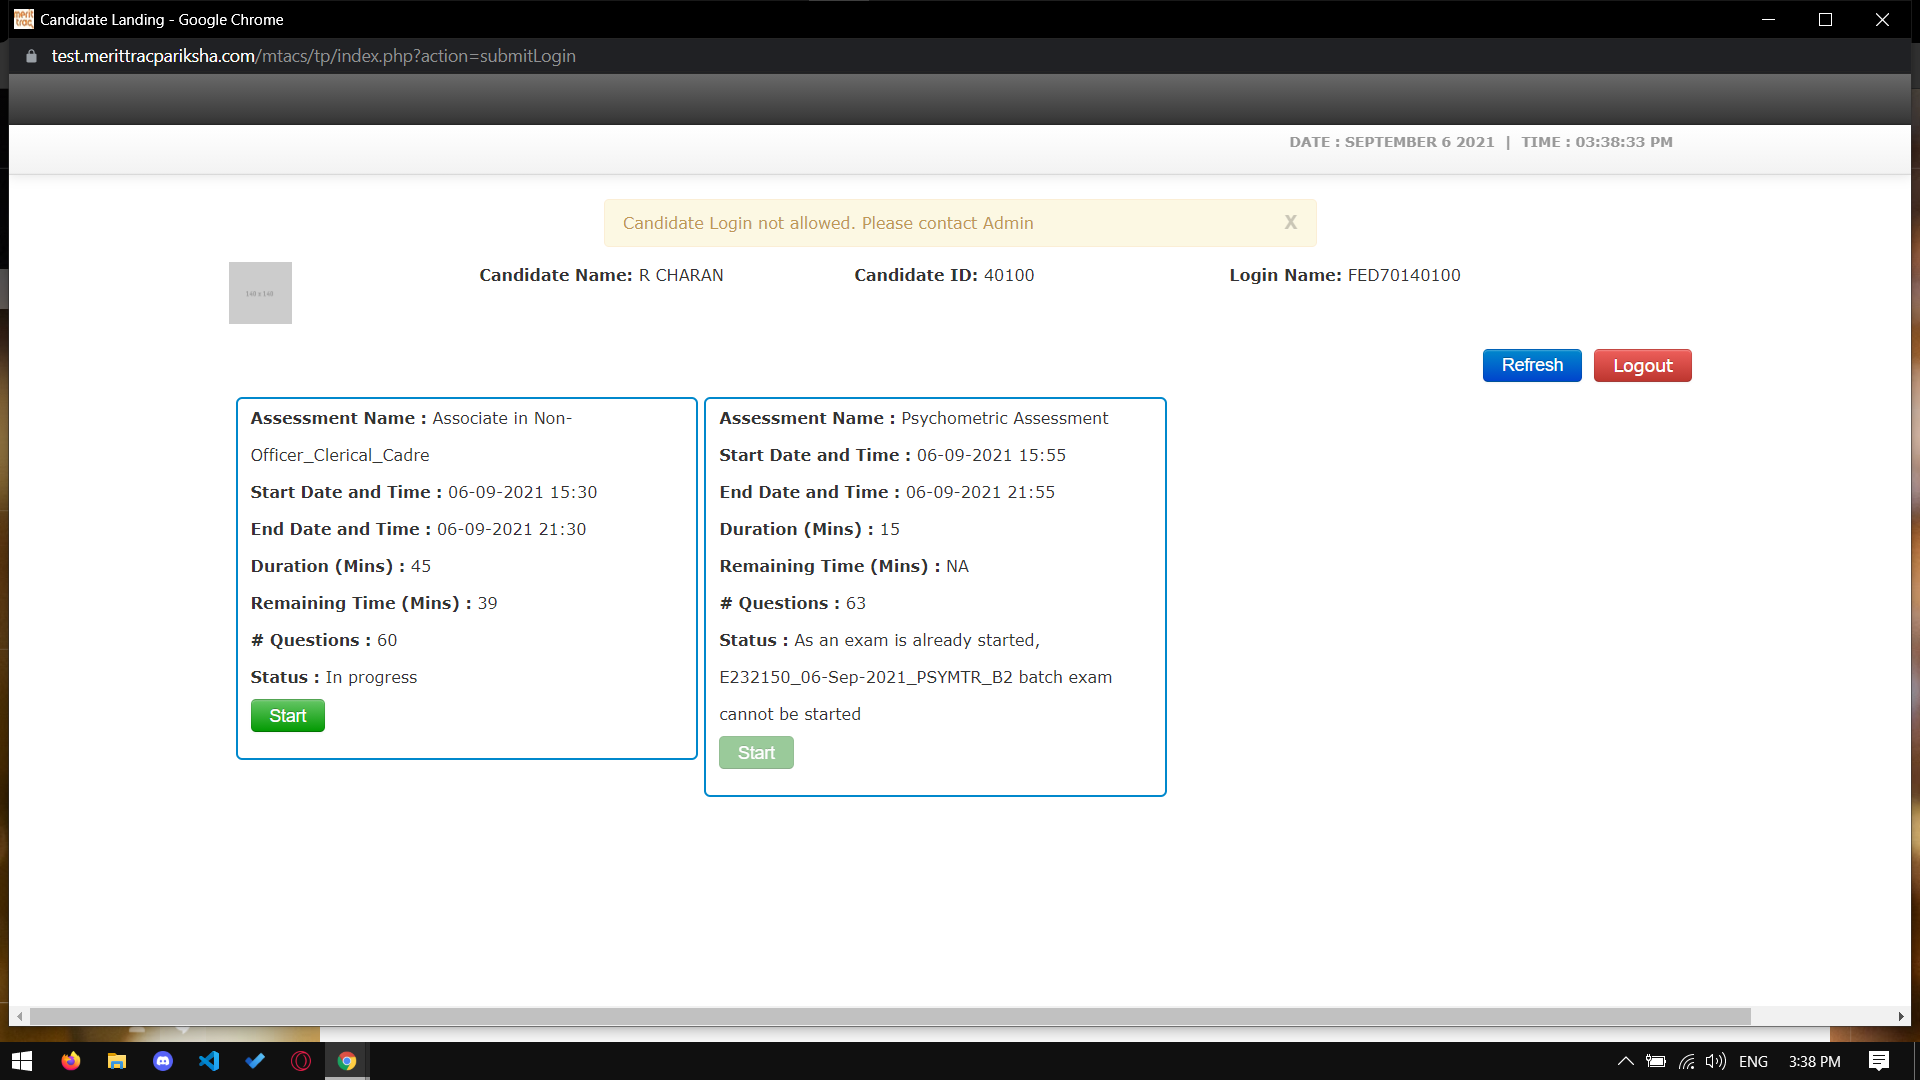 Candidate Landing - Google Chrome
test.merittracpariksha.com/mtacs/tp/index.php?action=submitLogin
DATE : SEPTEMBER 6 2021 | TIME : 03:38:33 PM
Candidate Login not allowed. Please contact Admin X
Candidate Name: R CHARAN Candidate ID: 40100 Login Name: FED70140100
Refresh Logout
Assessment Name : Associate in Non-
Officer_Clerical_Cadre
Start Date and Time : 06-09-2021 15:30
End Date and Time : 06-09-2021 21:30
Duration (Mins) : 45
Remaining Time (Mins) : 39
# Questions : 60
Status : In progress
Start
Assessment Name : Psychometric Assessment
Start Date and Time : 06-09-2021 15:55
End Date and Time : 06-09-2021 21:55
Duration (Mins) : 15
Remaining Time (Mins) : NA
# Questions : 63
Status : As an exam is already started,
E232150_06-Sep-2021_PSYMTR_B2 batch exam
cannot be started
Start
ENG 3:38 PM